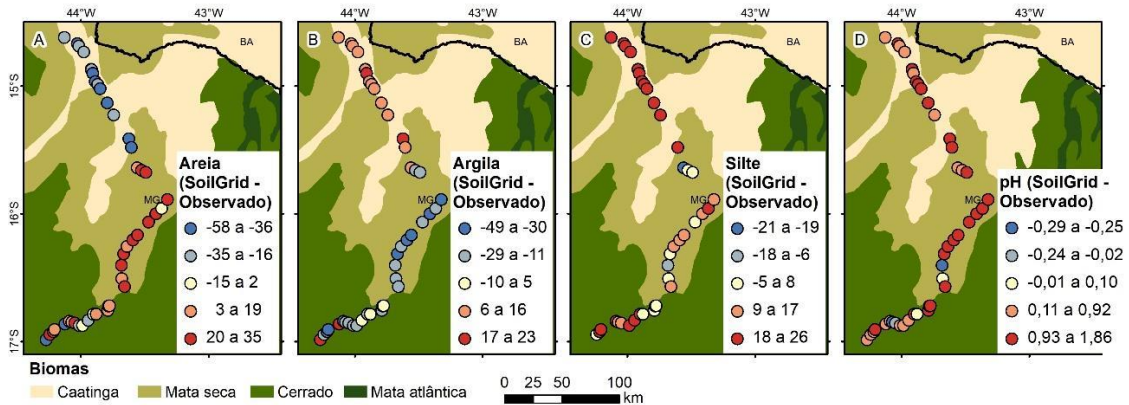 44°W 43°W 44°W 43°W 44°W 43°W 44°W 43°W
A BA B BA C BA D BA
15°S
16°S
17°S
MG MG MG MG
Areia
(SoilGrid -
Observado)
-58 a -36
-35 a -16
-15 a 2
3 a 19
20 a 35
Argila
(SoilGrid -
Observado)
-49 a -30
-29 a -11
-10 a 5
6 a 16
17 a 23
Silte
(SoilGrid -
Observado)
-21 a -19
-18 a -6
-5 a 8
9 a 17
18 a 26
pH (SoilGrid -
Observado)
-0,29 a -0,25
-0,24 a -0,02
-0,01 a 0,10
0,11 a 0,92
0,93 a 1,86
Biomas
Caatinga Mata seca Cerrado Mata atlântica
0 25 50 100
km